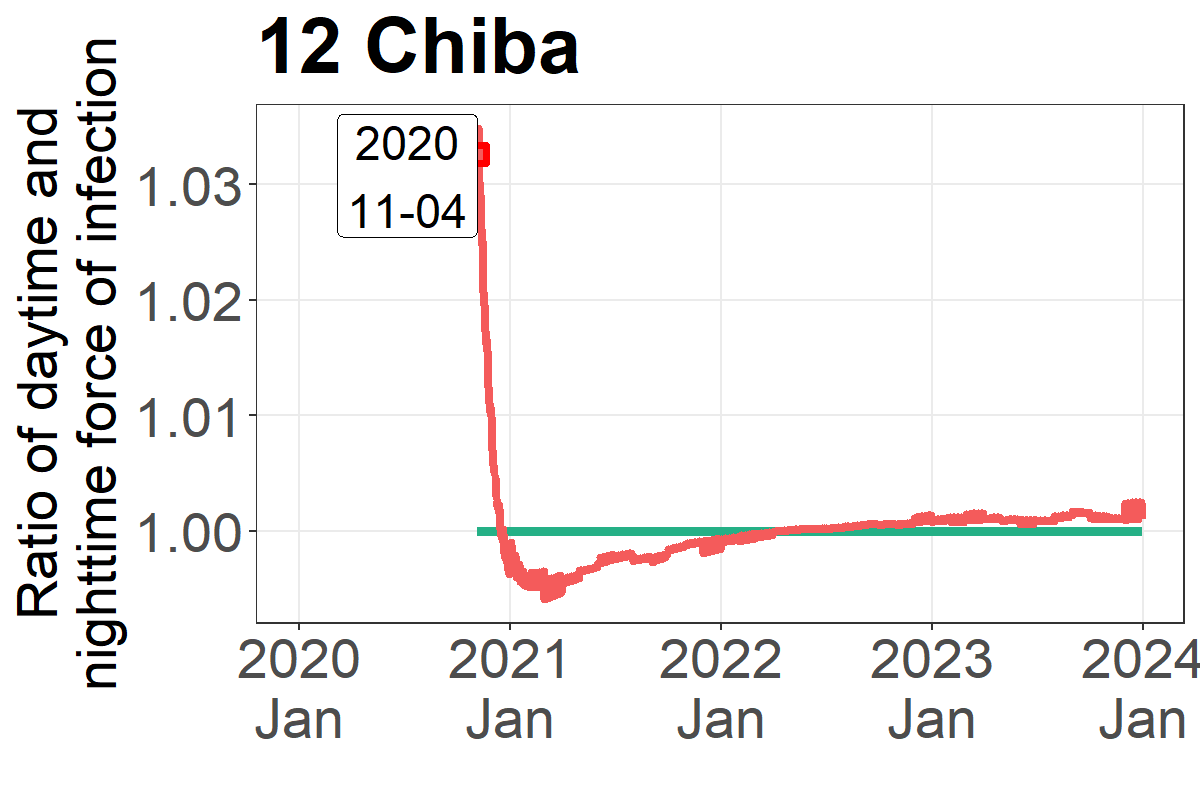 12 Chiba
Ratio of daytime and
nighttime force of infection
1.03
1.02
1.01
1.00
2020
11-04
2020 2021 2022 2023 2024
Jan Jan Jan Jan Jan